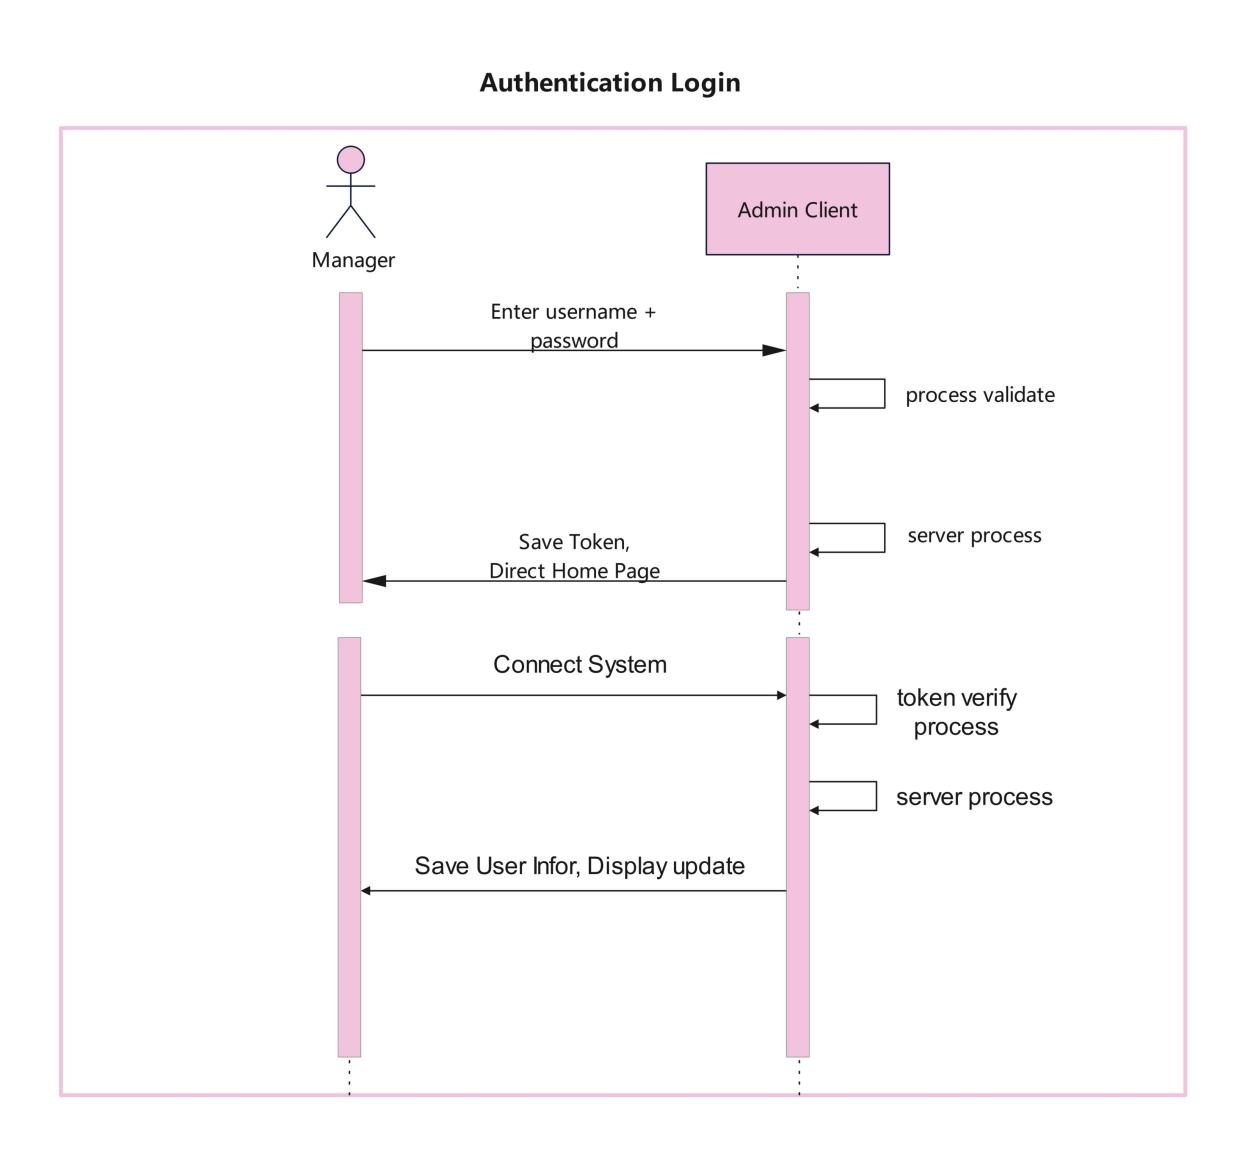 Authentication Login
Manager
Admin Client
Enter username +
password
process validate
server process
Save Token,
Direct Home Page
Connect System
token verify
process
server process
Save User Infor, Display update